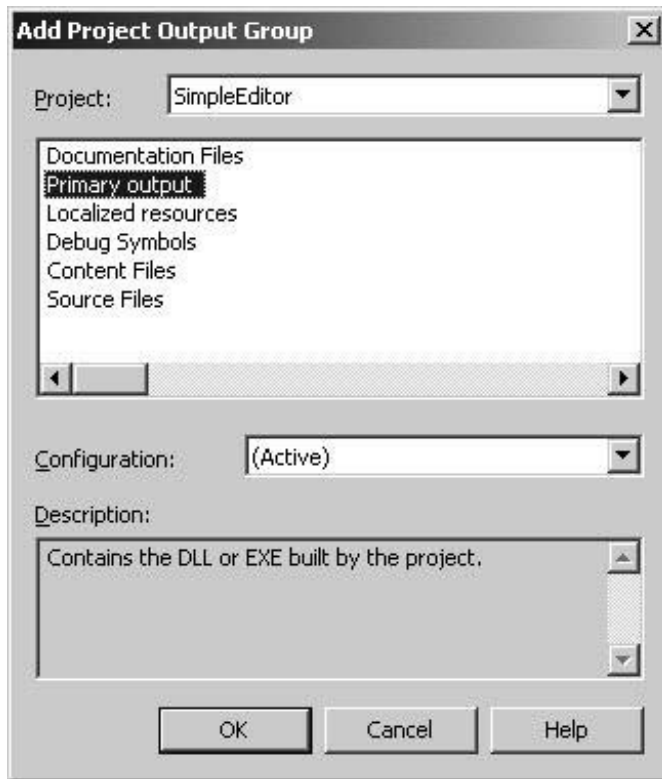 Add Project Output Group
Project: SimpleEditor
Documentation Files
Primary output
Localized resources
Debug Symbols
Content Files
Source Files
Configuration: (Active)
Description:
Contains the DLL or EXE built by the project.
OK Cancel Help